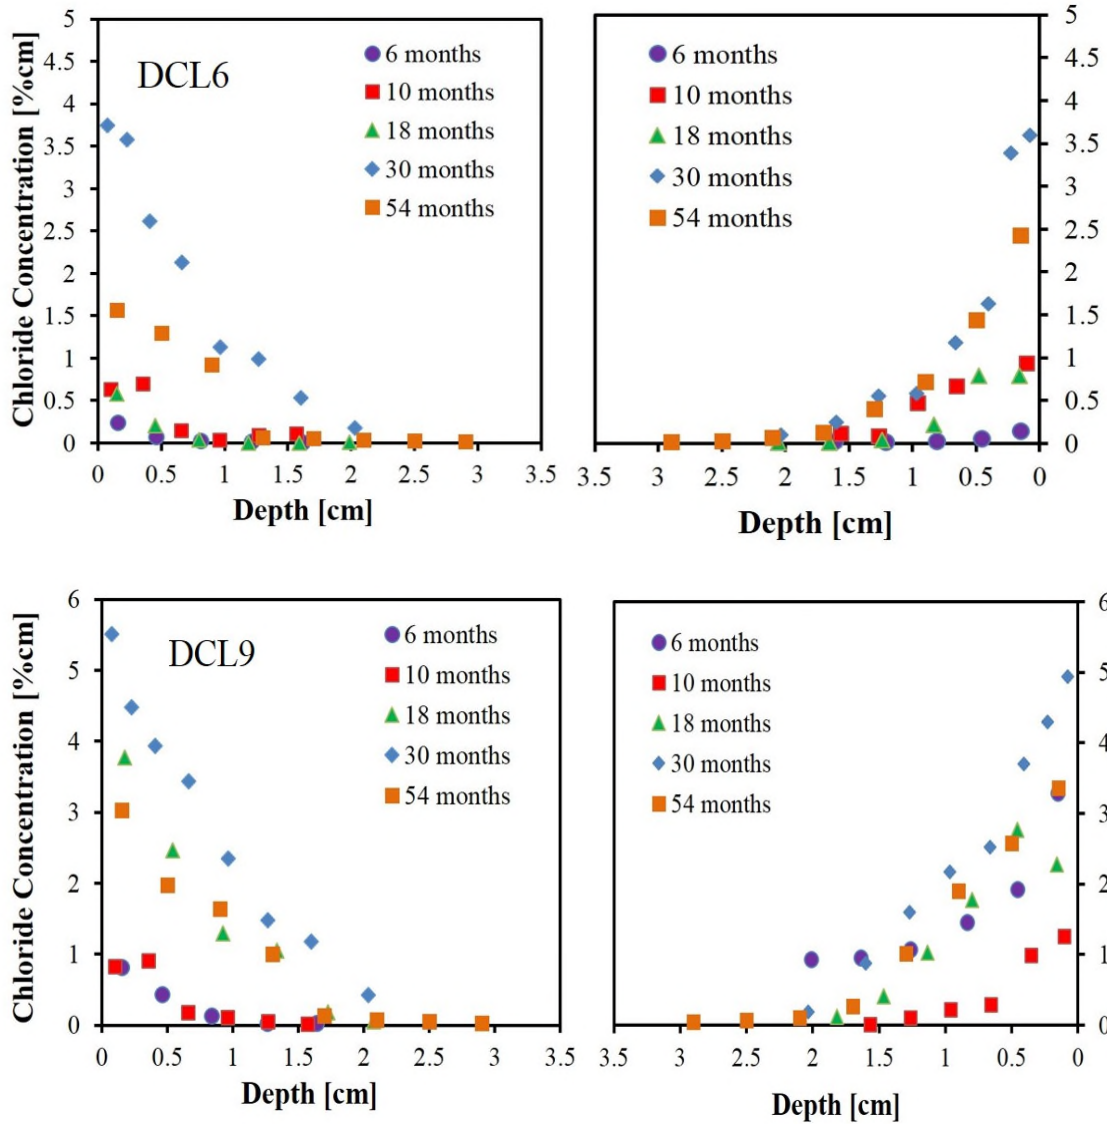 Chloride Concentration [%cm]
5
4.5
4
3.5
3
2.5
2
1.5
1
0.5
0
DCL6
6 months
10 months
18 months
30 months
54 months
0 0.5 1 1.5 2 2.5 3 3.5
Depth [cm]
6 months
10 months
18 months
30 months
54 months
5
4.5
4
3.5
3
2.5
2
1.5
1
0.5
0
3.5 3 2.5 2 1.5 1 0.5 0
Depth [cm]
Chloride Concentration [%cm]
6
5
4
3
2
1
0
DCL9
6 months
10 months
18 months
30 months
54 months
0 0.5 1 1.5 2 2.5 3 3.5
Depth [cm]
6 months
10 months
18 months
30 months
54 months
6
5
4
3
2
1
0
3.5 3 2.5 2 1.5 1 0.5 0
Depth [cm]